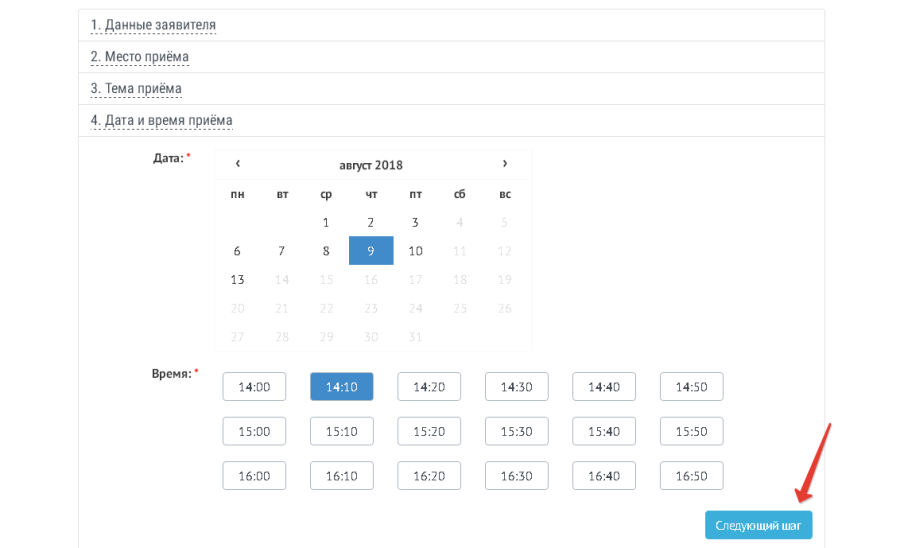 1. Данные заявителя
2. Место приёма
3. Тема приёма
4. Дата и время приёма
Дата: * ‹ август 2018 ›
пн вт ср чт пт сб вс
1 2 3 4 5
6 7 8 9 10 11 12
13 14 15 16 17 18 19
20 21 22 23 24 25 26
27 28 29 30 31
Время: * 14:00 14:10 14:20 14:30 14:40 14:50
15:00 15:10 15:20 15:30 15:40 15:50
16:00 16:10 16:20 16:30 16:40 16:50
Следующий шаг